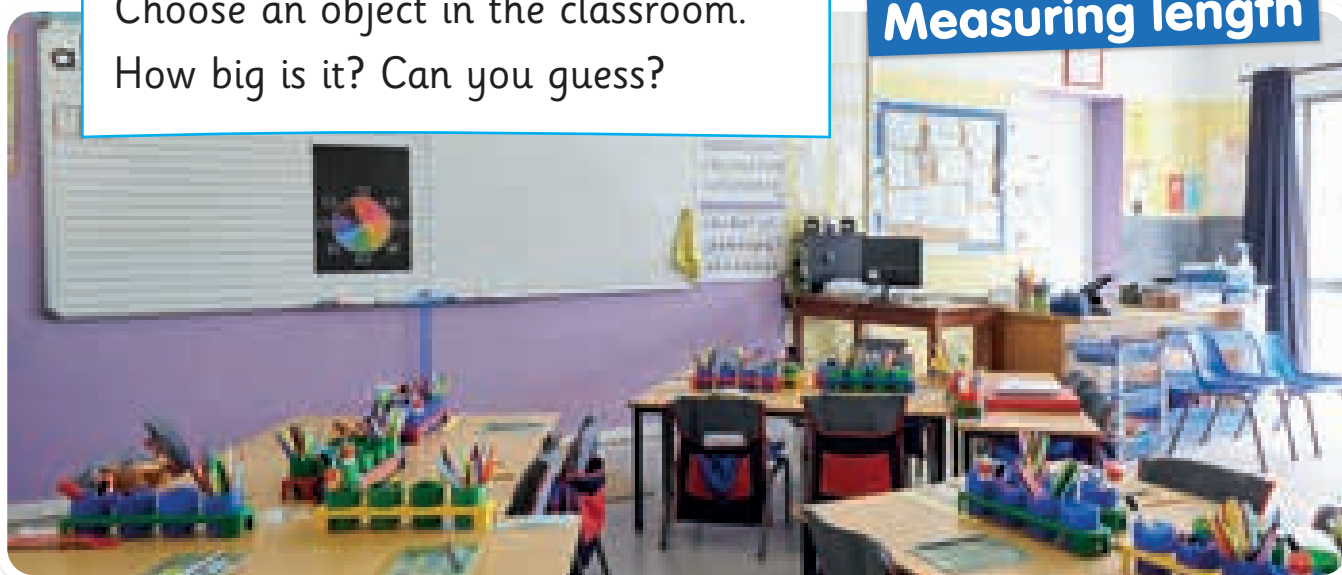 Choose an object in the classroom.
How big is it? Can you guess?
Measuring length